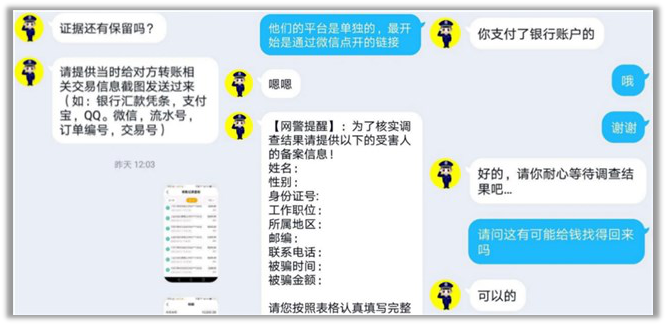 证据还有保留吗？
请提供当时给对方转账相
关交易信息截图发送过来
（如：银行汇款凭条，支付
宝，QQ。微信，流水号，
订单编号，交易号）
昨天 12:03
他们的平台是单独的，最开
始是通过微信点开的链接
嗯嗯
【网警提醒】：为了核实调
查结果请提供以下的受害人
的备案信息！
姓名：
性别：
身份证号：
工作职位：
所属地区：
邮编：
联系电话：
被骗时间：
被骗金额：
请您按照表格认真填写完整
你支付了银行账户的
哦
谢谢
好的，请你耐心等待调查结
果吧...
请问这有可能给钱找得回来
吗
可以的